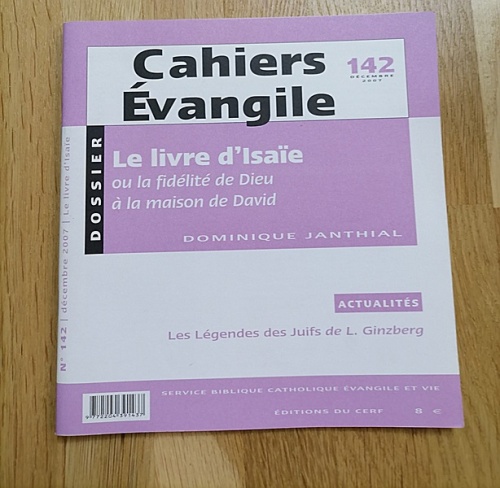 Cahiers
Évangile
142
DÉCEMBRE
2007
DOSSIER
Le livre d'Isaïe
ou la fidélité de Dieu
à la maison de David
DOMINIQUE JANTHIAL
ACTUALITÉS
Les Légendes des Juifs de L. Ginzberg
N° 142 | décembre 2007 | Le livre d'Isaïe
SERVICE BIBLIQUE CATHOLIQUE ÉVANGILE ET VIE
ÉDITIONS DU CERF 8 €